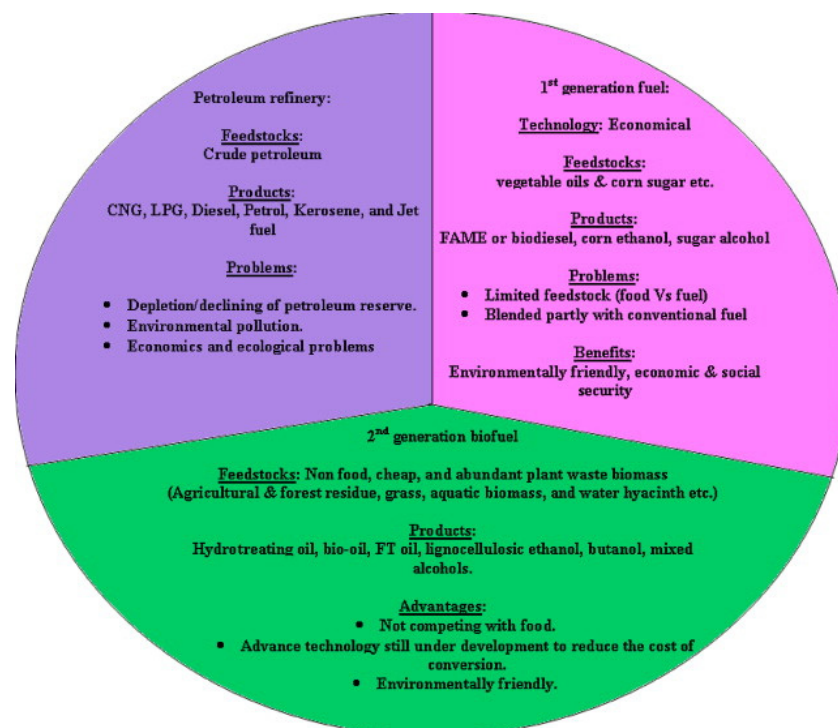 Petroleum refinery:
Feedstocks:
Crude petroleum
Products:
CNG, LPG, Diesel, Petrol, Kerosene, and Jet
fuel
Problems:
• Depletion/declining of petroleum reserve.
• Environmental pollution.
• Economics and ecological problems
1st generation fuel:
Technology: Economical
Feedstocks:
vegetable oils & corn sugar etc.
Products:
FAME or biodiesel, corn ethanol, sugar alcohol
Problems:
• Limited feedstock (food Vs fuel)
• Blended partly with conventional fuel
Benefits:
Environmentally friendly, economic & social
security
2nd generation biofuel
Feedstocks: Non food, cheap, and abundant plant waste biomass
(Agricultural & forest residue, grass, aquatic biomass, and water hyacinth etc.)
Products:
Hydrotreating oil, bio-oil, FT oil, lignocellulosic ethanol, butanol, mixed
alcohols.
Advantages:
• Not competing with food.
• Advance technology still under development to reduce the cost of
conversion.
• Environmentally friendly.